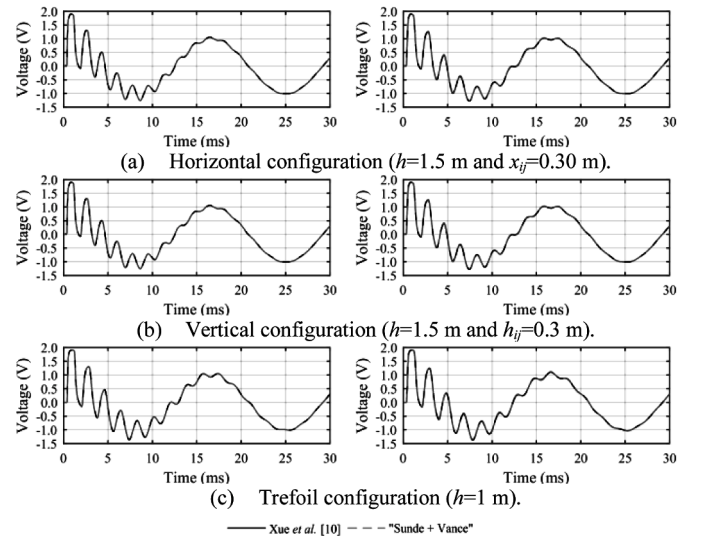 Voltage (V)
2.0
1.5
1.0
0.5
0.0
-0.5
-1.0
-1.5
0 5 10 15 20 25 30
Time (ms)
Voltage (V)
2.0
1.5
1.0
0.5
0.0
-0.5
-1.0
-1.5
0 5 10 15 20 25 30
Time (ms)
(a) Horizontal configuration (h=1.5 m and xij=0.30 m).
Voltage (V)
2.0
1.5
1.0
0.5
0.0
-0.5
-1.0
-1.5
0 5 10 15 20 25 30
Time (ms)
Voltage (V)
2.0
1.5
1.0
0.5
0.0
-0.5
-1.0
-1.5
0 5 10 15 20 25 30
Time (ms)
(b) Vertical configuration (h=1.5 m and hij=0.3 m).
Voltage (V)
2.0
1.5
1.0
0.5
0.0
-0.5
-1.0
-1.5
0 5 10 15 20 25 30
Time (ms)
Voltage (V)
2.0
1.5
1.0
0.5
0.0
-0.5
-1.0
-1.5
0 5 10 15 20 25 30
Time (ms)
(c) Trefoil configuration (h=1 m).
Xue et al. [10] "Sunde + Vance"